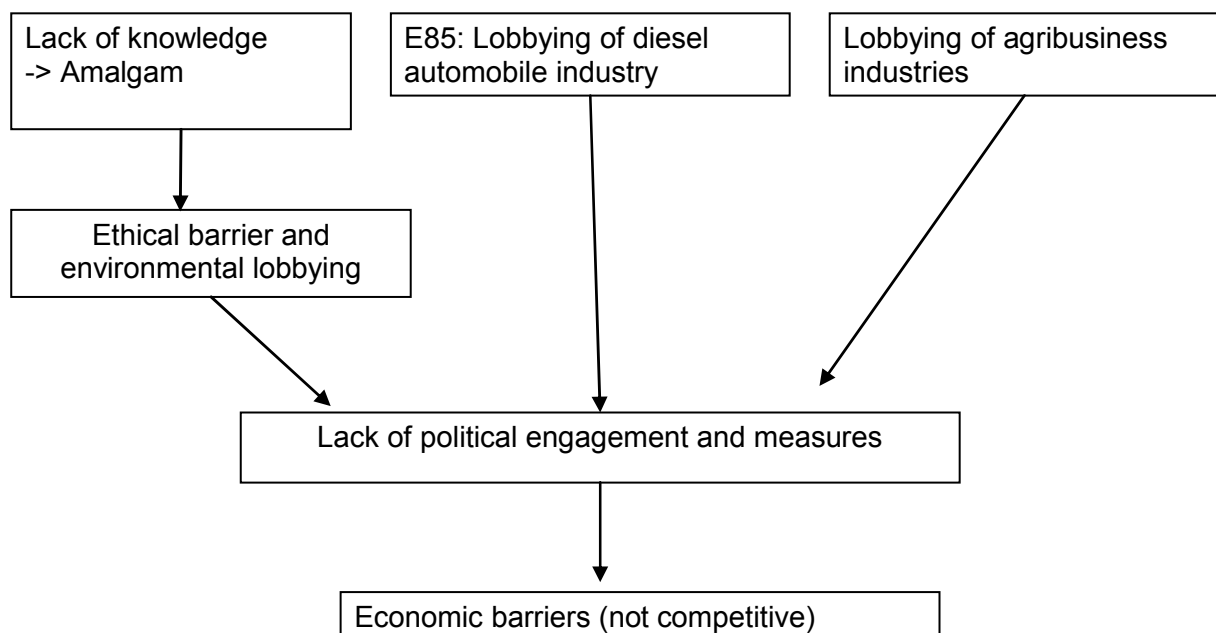 Lack of knowledge
-> Amalgam
E85: Lobbying of diesel
automobile industry
Lobbying of agribusiness
industries
Ethical barrier and
environmental lobbying
Lack of political engagement and measures
Economic barriers (not competitive)